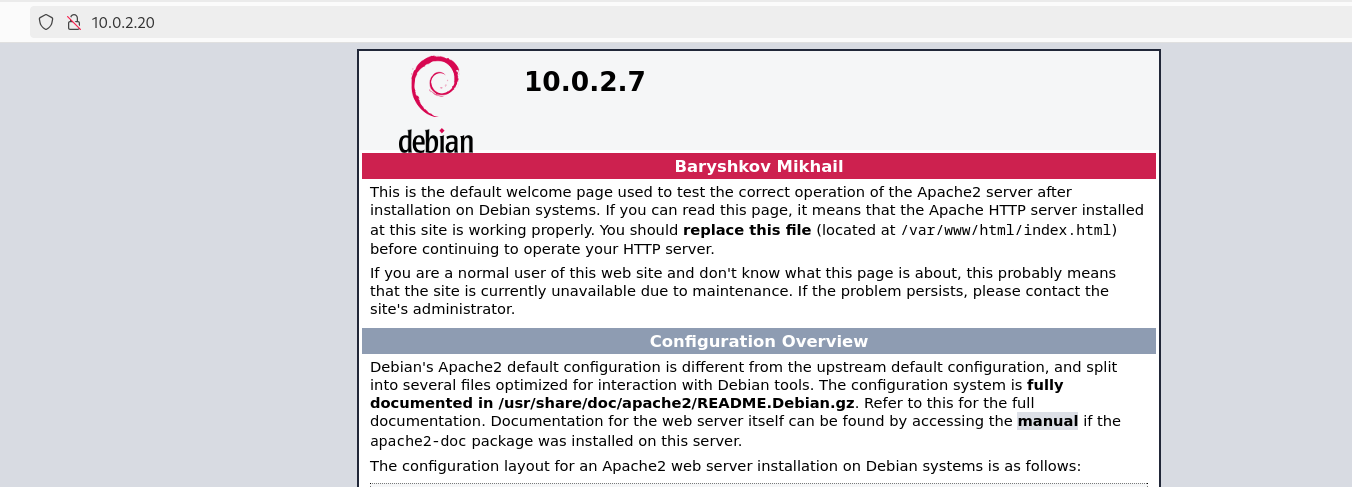 10.0.2.20
10.0.2.7
debian
Baryshkov Mikhail
This is the default welcome page used to test the correct operation of the Apache2 server after
installation on Debian systems. If you can read this page, it means that the Apache HTTP server installed
at this site is working properly. You should replace this file (located at /var/www/html/index.html)
before continuing to operate your HTTP server.
If you are a normal user of this web site and don't know what this page is about, this probably means
that the site is currently unavailable due to maintenance. If the problem persists, please contact the
site's administrator.
Configuration Overview
Debian's Apache2 default configuration is different from the upstream default configuration, and split
into several files optimized for interaction with Debian tools. The configuration system is fully
documented in /usr/share/doc/apache2/README.Debian.gz. Refer to this for the full
documentation. Documentation for the web server itself can be found by accessing the manual if the
apache2-doc package was installed on this server.
The configuration layout for an Apache2 web server installation on Debian systems is as follows: